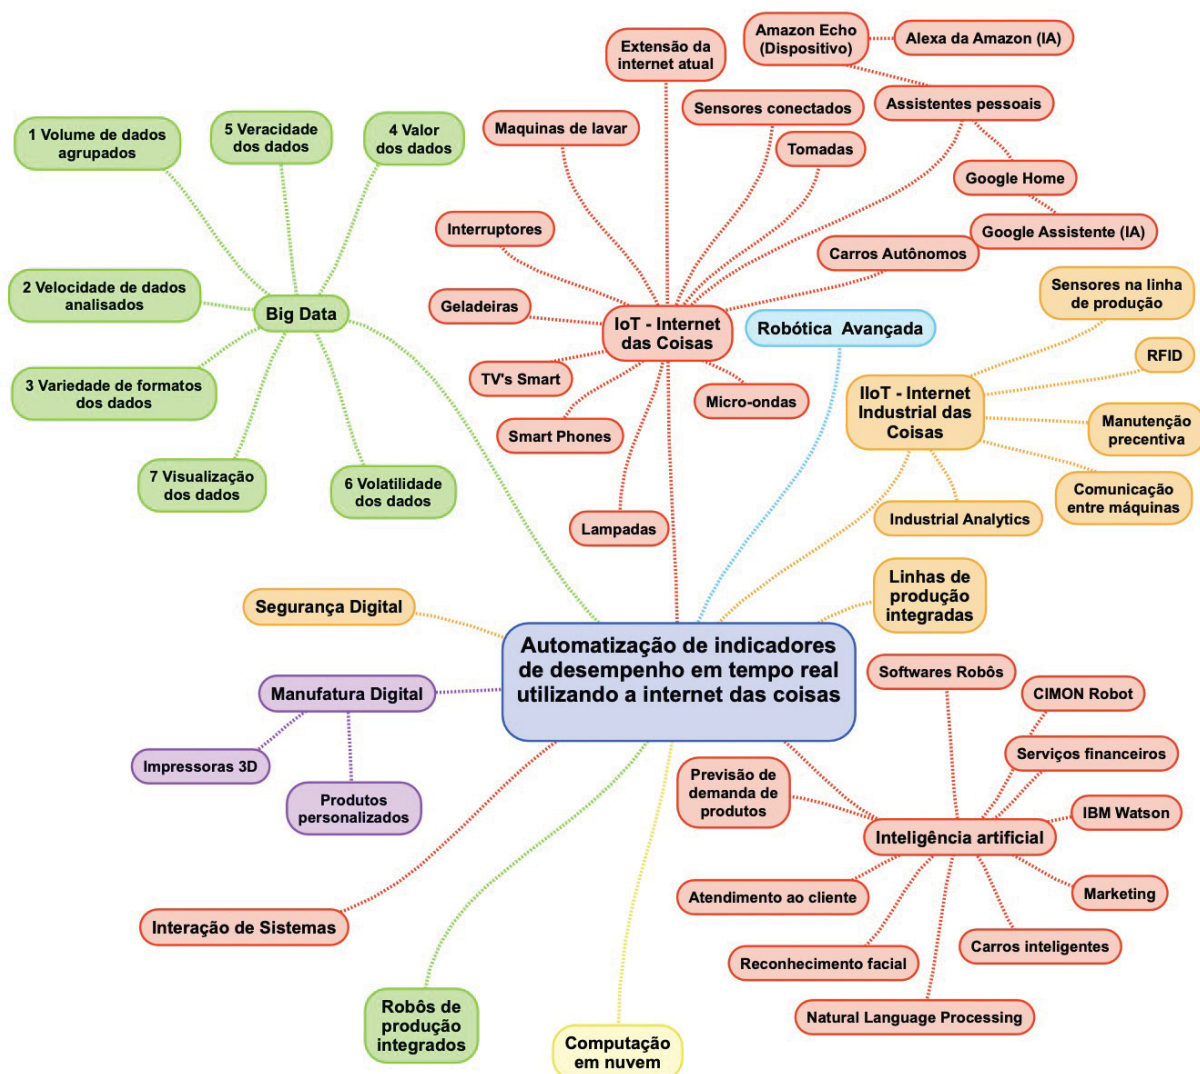 Amazon Echo
(Dispositivo)
Alexa da Amazon (IA)
Extensão da
internet atual
Assistentes pessoais
Sensores conectados
Maquinas de lavar
Tomadas
1 Volume de dados
agrupados
5 Veracidade
dos dados
4 Valor
dos dados
Google Home
Google Assistente (IA)
Interruptores
Carros Autônomos
2 Velocidade de dados
analisados
Big Data
Geladeiras
IoT - Internet
das Coisas
Robótica  Avançada
Sensores na linha
de produção
RFID
3 Variedade de formatos
dos dados
TV's Smart
Micro-ondas
Smart Phones
IIoT - Internet
Industrial das
Coisas
Manutenção
precentiva
7 Visualização
dos dados
6 Volatilidade
dos dados
Comunicação
entre máquinas
Lampadas
Industrial Analytics
Segurança Digital
Linhas de
produção
integradas
Automatização de indicadores
de desempenho em tempo real
utilizando a internet das coisas
Manufatura Digital
Impressoras 3D
Produtos
personalizados
Softwares Robôs
CIMON Robot
Serviços financeiros
Previsão de
demanda de
produtos
IBM Watson
Inteligência artificial
Marketing
Atendimento ao cliente
Carros inteligentes
Reconhecimento facial
Natural Language Processing
Interação de Sistemas
Robôs de
produção
integrados
Computação
em nuvem